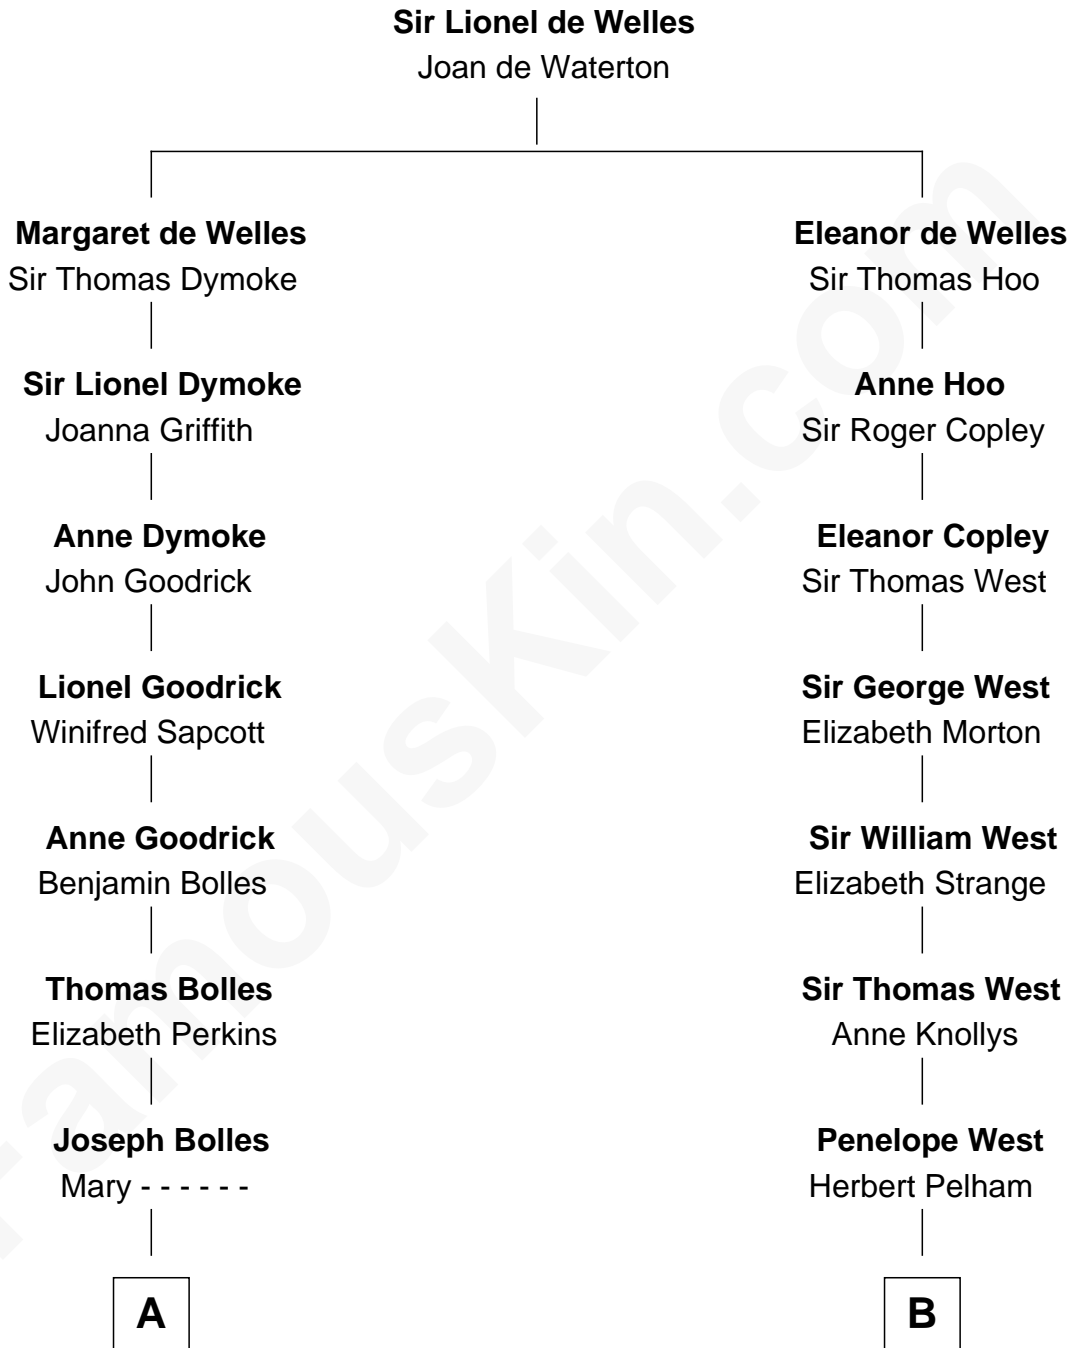 Sir Lionel de Welles
Joan de Waterton
Margaret de Welles
Sir Thomas Dymoke
Sir Lionel Dymoke
Joanna Griffith
Anne Dymoke
John Goodrick
Lionel Goodrick
Winifred Sapcott
Anne Goodrick
Benjamin Bolles
Thomas Bolles
Elizabeth Perkins
Joseph Bolles
Mary - - - - - -
A
Eleanor de Welles
Sir Thomas Hoo
Anne Hoo
Sir Roger Copley
Eleanor Copley
Sir Thomas West
Sir George West
Elizabeth Morton
Sir William West
Elizabeth Strange
Sir Thomas West
Anne Knollys
Penelope West
Herbert Pelham
B
FamousKin.com